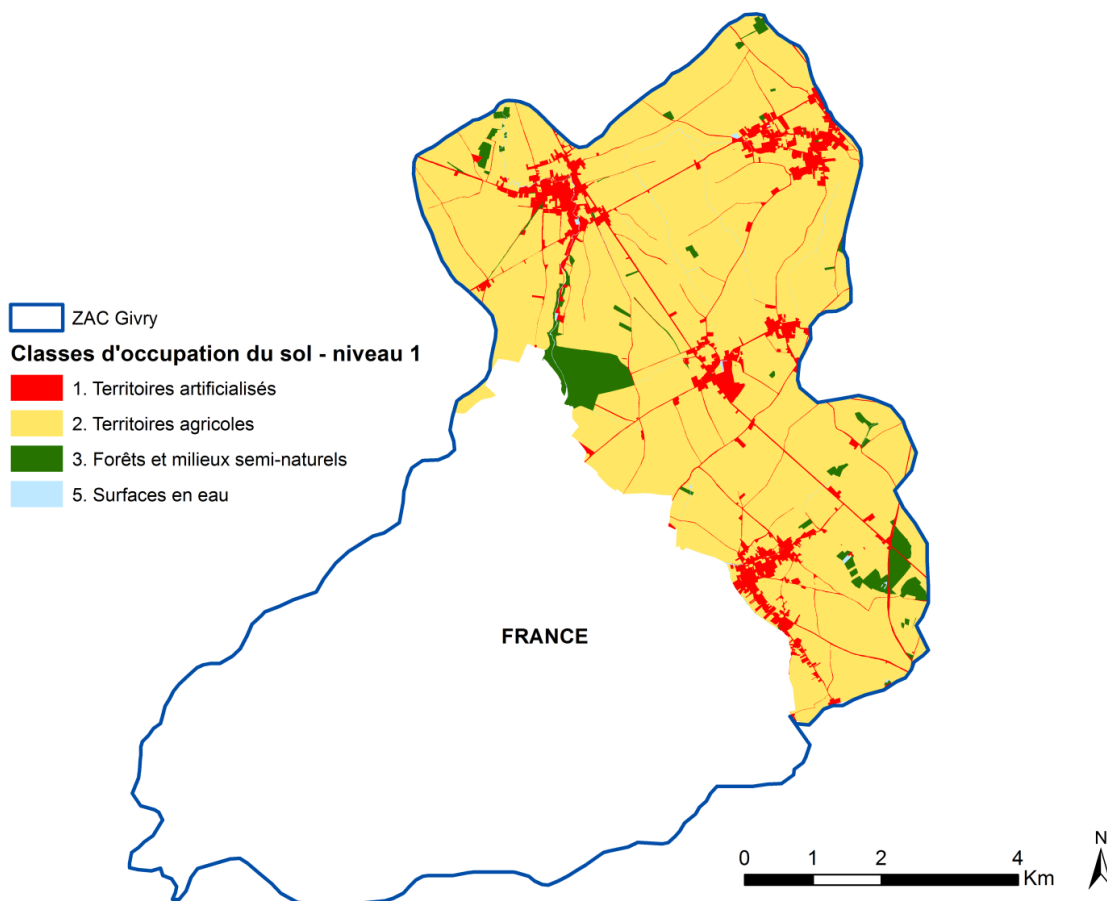 ZAC Givry
Classes d'occupation du sol - niveau 1
1. Territoires artificialisés
2. Territoires agricoles
3. Forêts et milieux semi-naturels
5. Surfaces en eau
FRANCE
N
0 1 2 4
Km